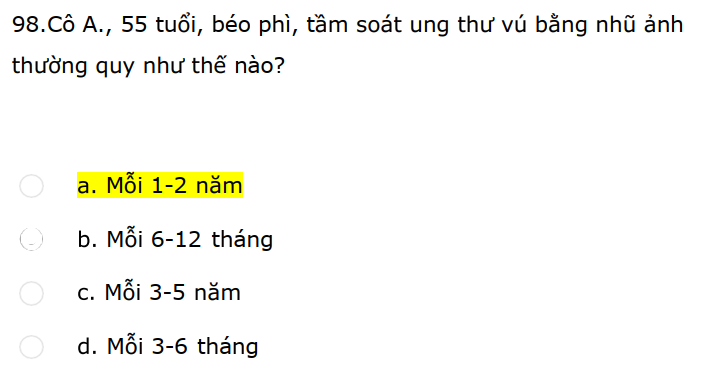 98.Cô A., 55 tuổi, béo phì, tầm soát ung thư vú bằng nhũ ảnh
thường quy như thế nào?
a. Mỗi 1-2 năm
b. Mỗi 6-12 tháng
c. Mỗi 3-5 năm
d. Mỗi 3-6 tháng